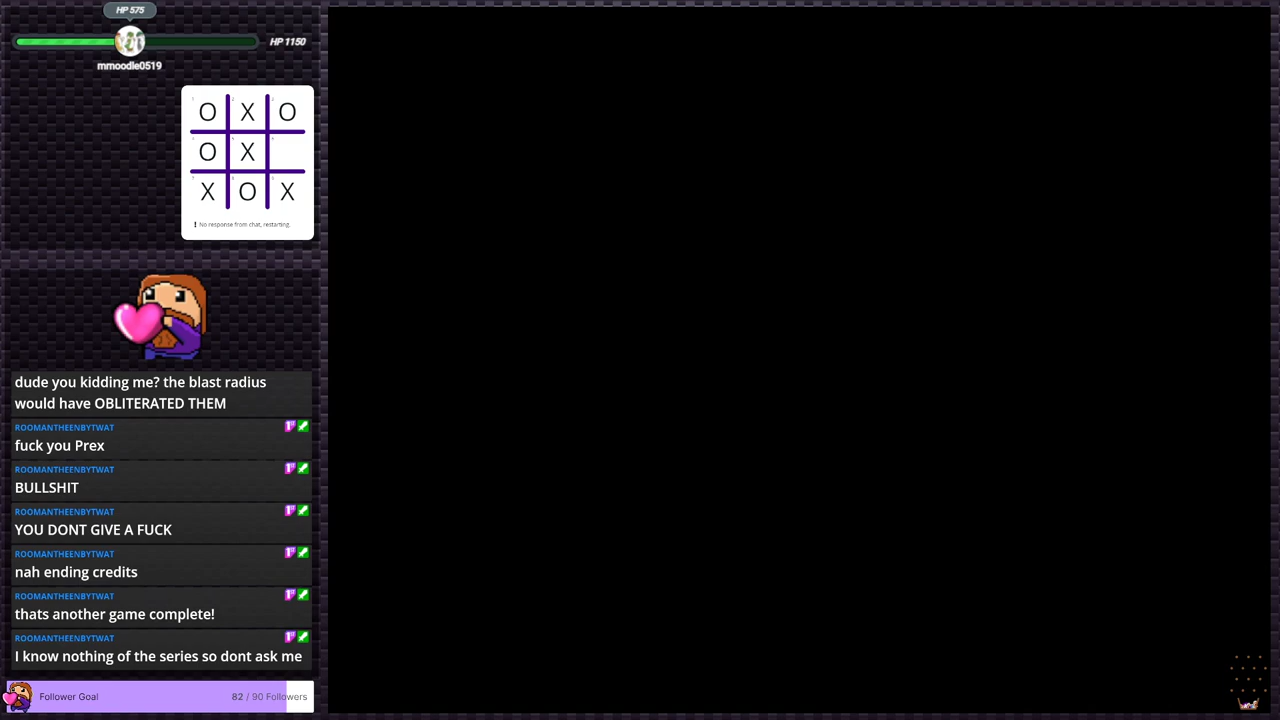 HP 575
HP 1150
mmoodle0519
O X O
O X
X O X
! No response from chat, restarting.
dude you kidding me? the blast radius
would have OBLITERATED THEM
ROOMANTHEENBYTWAT
fuck you Prex
ROOMANTHEENBYTWAT
BULLSHIT
ROOMANTHEENBYTWAT
YOU DONT GIVE A FUCK
ROOMANTHEENBYTWAT
nah ending credits
ROOMANTHEENBYTWAT
thats another game complete!
ROOMANTHEENBYTWAT
I know nothing of the series so dont ask me
Follower Goal
82 / 90 Followers